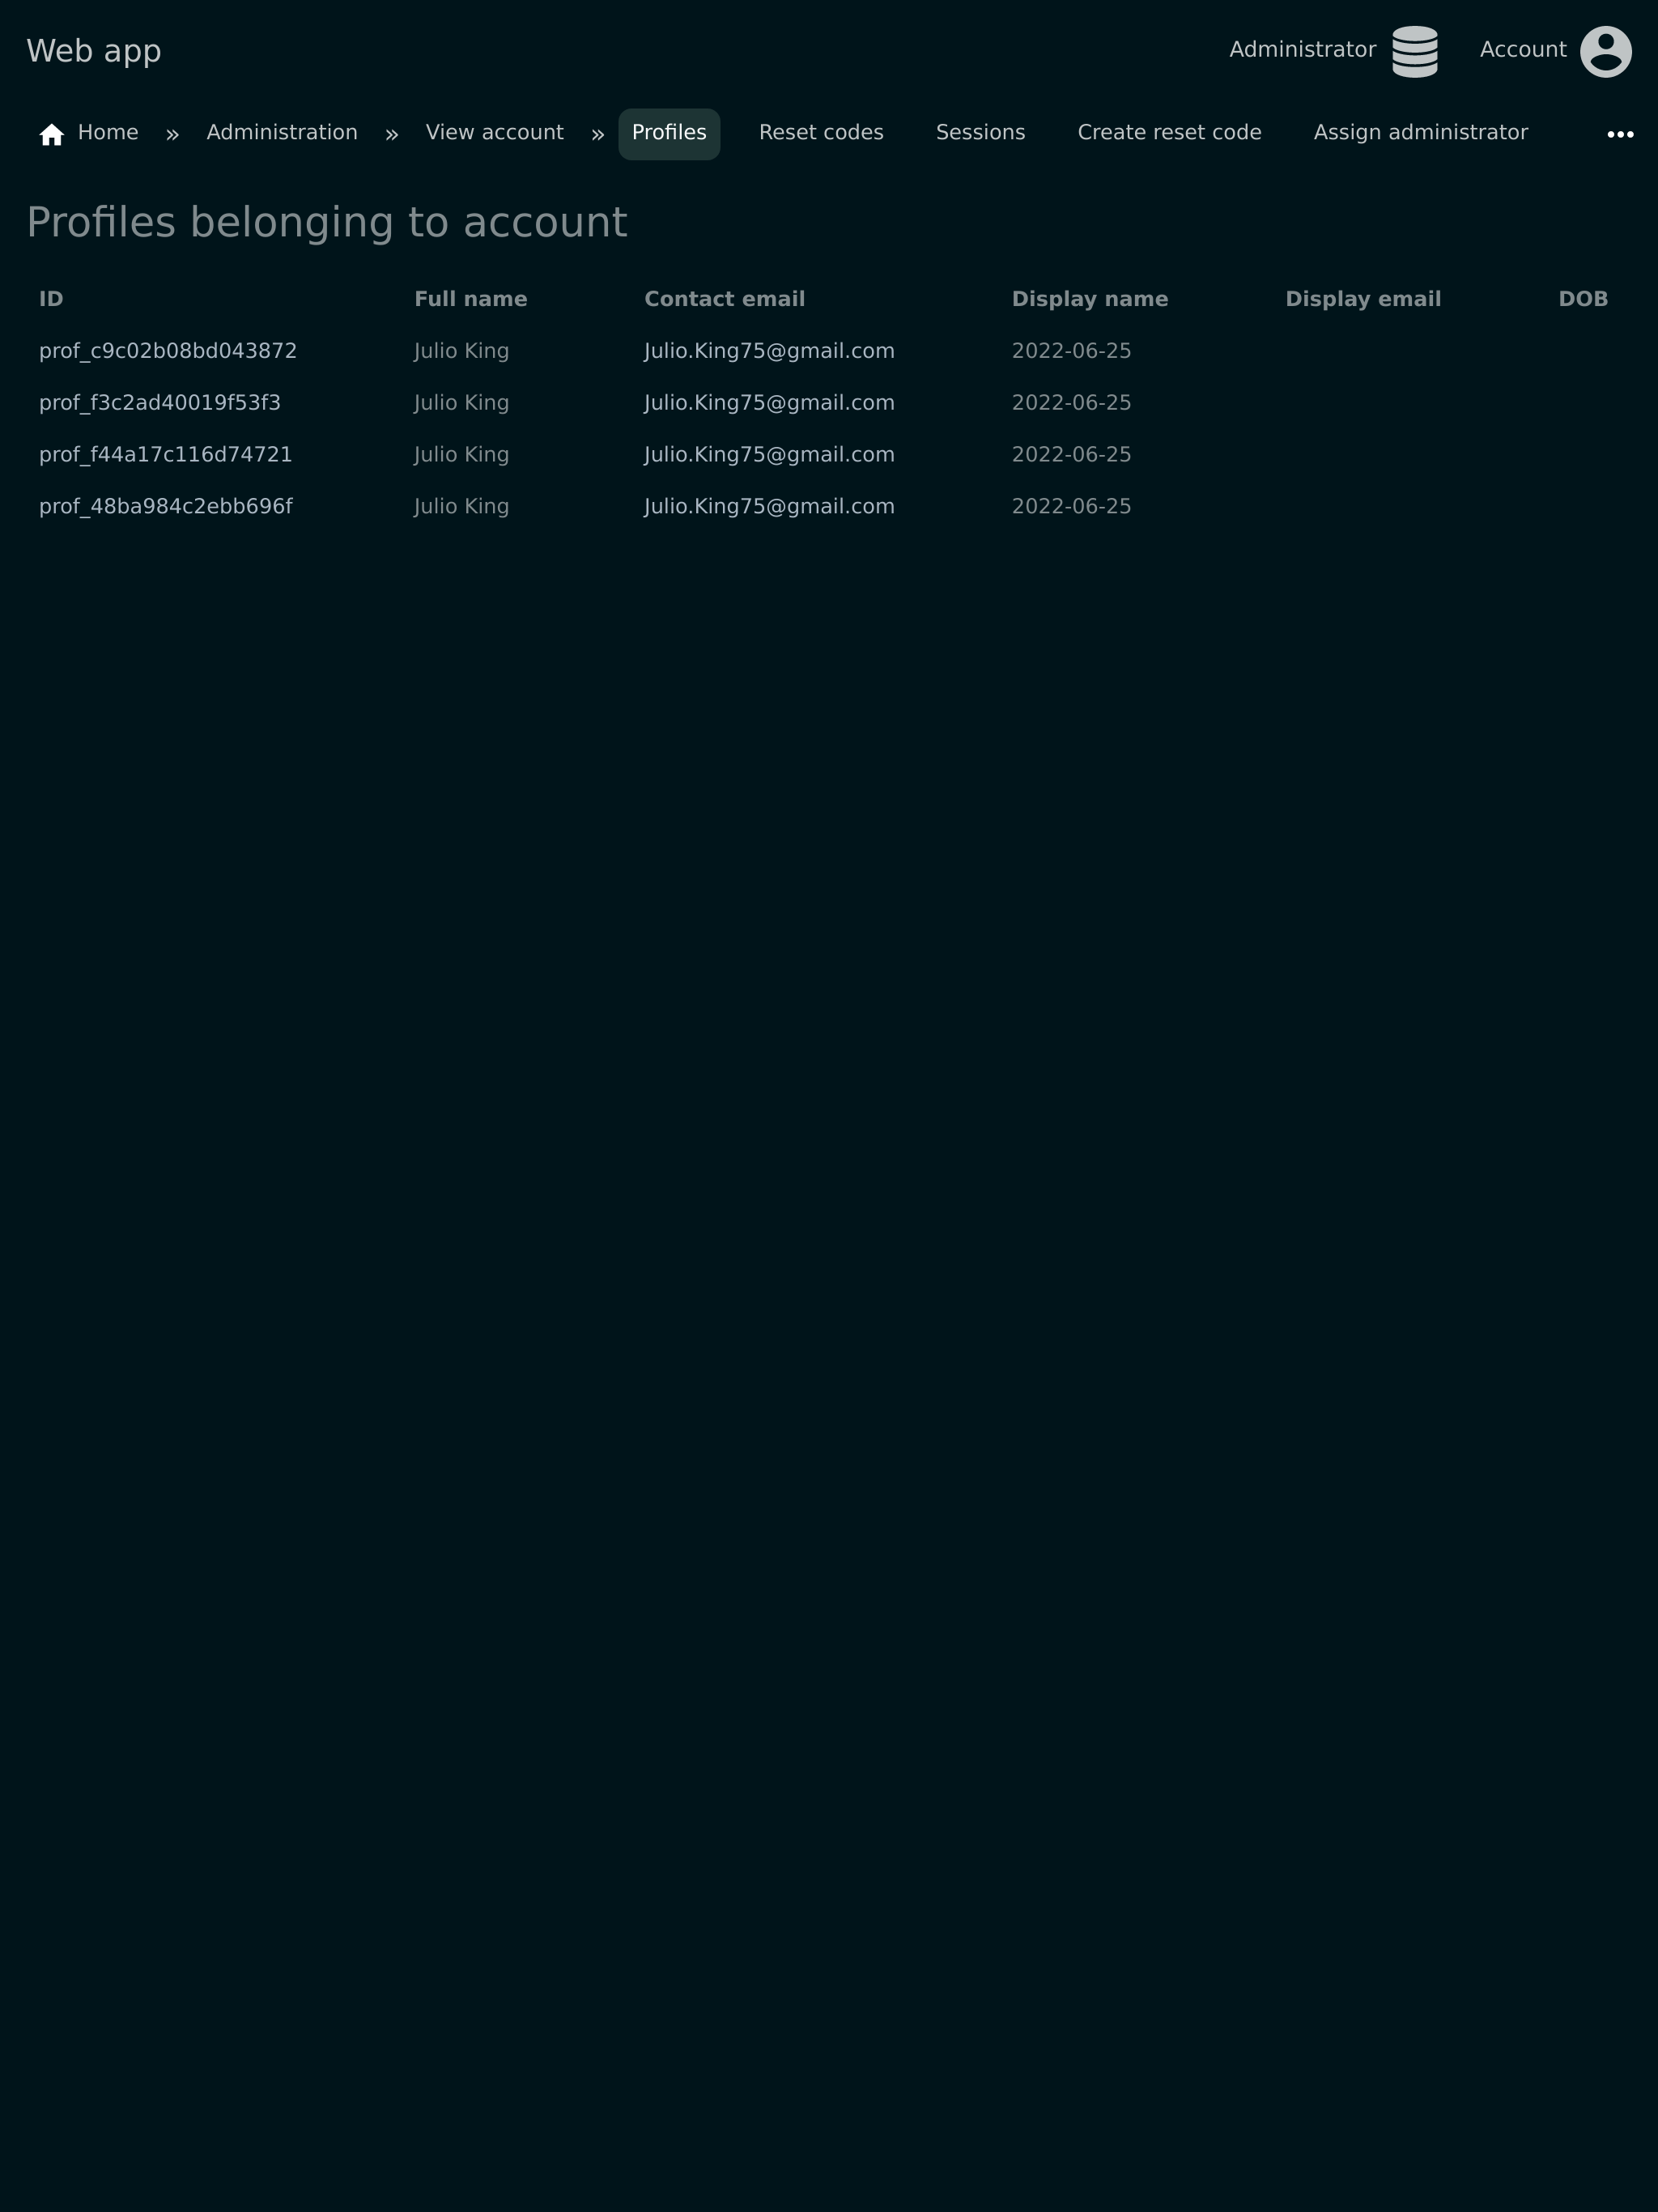 Web app
Administrator
Account
Home » Administration » View account » Profiles Reset codes Sessions Create reset code Assign administrator
Profiles belonging to account
ID Full name Contact email Display name Display email DOB
prof_c9c02b08bd043872 Julio King Julio.King75@gmail.com 2022-06-25
prof_f3c2ad40019f53f3 Julio King Julio.King75@gmail.com 2022-06-25
prof_f44a17c116d74721 Julio King Julio.King75@gmail.com 2022-06-25
prof_48ba984c2ebb696f Julio King Julio.King75@gmail.com 2022-06-25